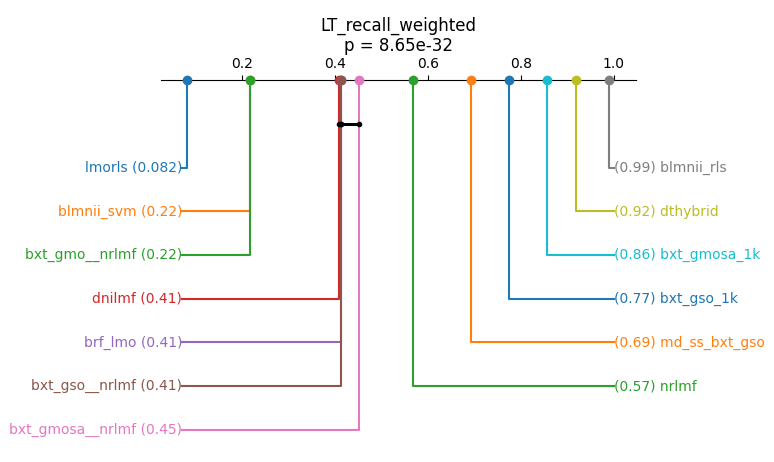 LT_recall_weighted
p = 8.65e-32
0.2 0.4 0.6 0.8 1.0
lmorls (0.082) (0.99) blmnii_rls
blmnii_svm (0.22) (0.92) dthybrid
bxt_gmo__nrlmf (0.22) (0.86) bxt_gmosa_1k
dnilmf (0.41) (0.77) bxt_gso_1k
brf_lmo (0.41) (0.69) md_ss_bxt_gso
bxt_gso__nrlmf (0.41) (0.57) nrlmf
bxt_gmosa__nrlmf (0.45)